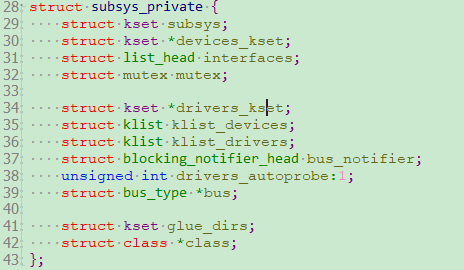 28 struct subsys_private {
29 struct kset subsys;
30 struct kset *devices_kset;
31 struct list_head interfaces;
32 struct mutex mutex;
33
34 struct kset *drivers_kset;
35 struct klist klist_devices;
36 struct klist klist_drivers;
37 struct blocking_notifier_head bus_notifier;
38 unsigned int drivers_autoprobe:1;
39 struct bus_type *bus;
40
41 struct kset glue_dirs;
42 struct class *class;
43 };